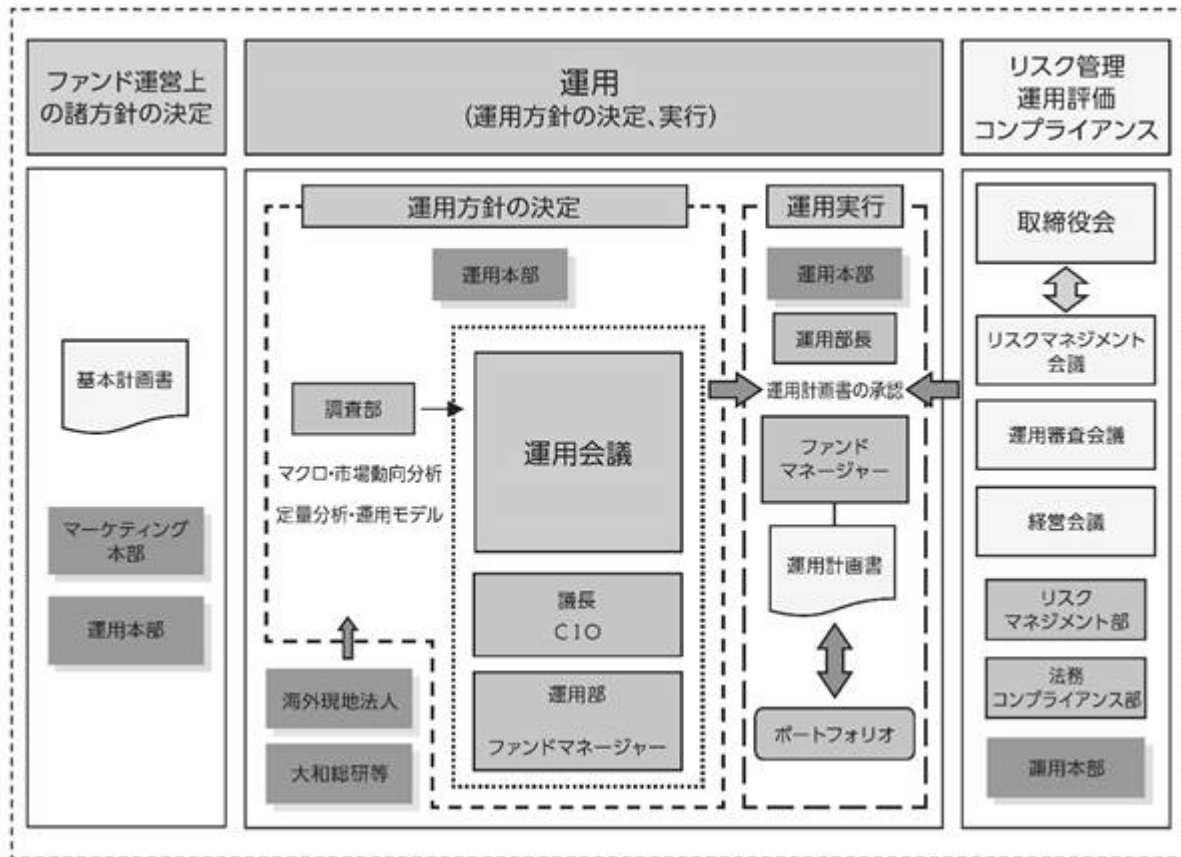 ファンド運営上
の諸方針の決定
運用
(運用方針の決定、実行)
リスク管理
運用評価
コンプライアンス
基本計画書
マーケティング
本部
運用本部
運用方針の決定
運用本部
調査部
マクロ・市場動向分析
定量分析・運用モデル
海外現地法人
大和総研等
運用会議
議長
CIO
運用部
ファンドマネージャー
運用実行
運用本部
運用部長
運用計画書の承認
ファンド
マネージャー
運用計画書
ポートフォリオ
取締役会
リスクマネジメント
会議
運用審査会議
経営会議
リスク
マネジメント部
法務
コンプライアンス部
運用本部